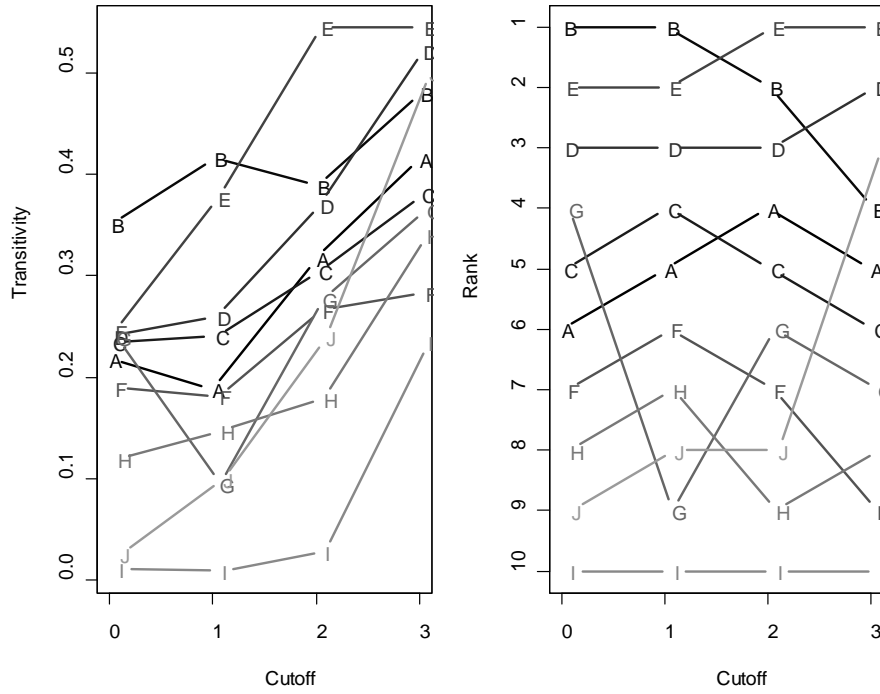 Transitivity
0.5
0.4
0.3
0.2
0.1
0.0
E E
D
B
B
E
B
B
D
A
C
A
C
G
F
F
H
D
C
A
F
H
G
J
I
E
D
G
C
A
F
H
J
I
J
H
I
0 1 2 3
Cutoff
Rank
1
2
3
4
5
6
7
8
9
10
B B E
E E B
D D D
G C A
C A C
A F G A
F H F
H J J
J G H
I I I
0 1 2 3
Cutoff